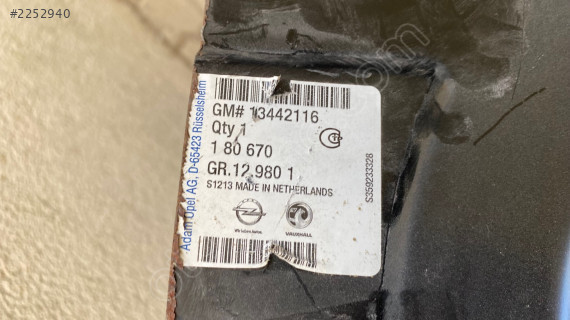 #2252940
Adam Opel AG, D-65423 Rüsselsheim
GM# 13442116
Qty 1
1 80 670
GR.12.980 1
S1213 MADE IN NETHERLANDS
S359233328
VAUXHALL